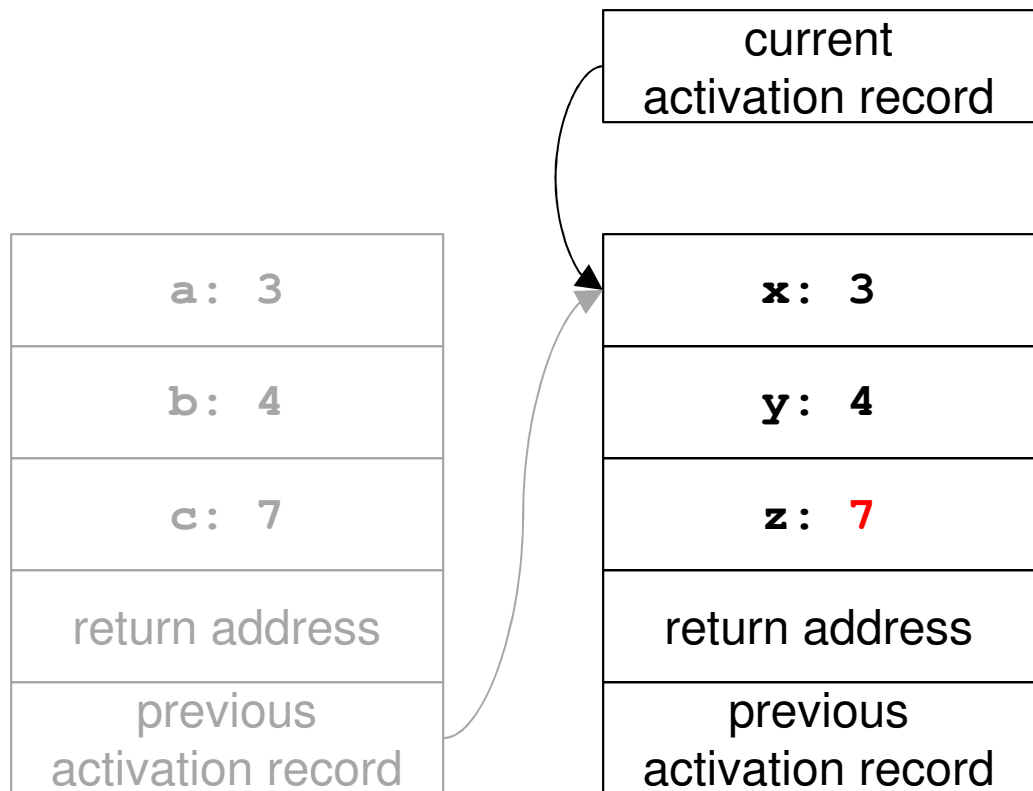 current
activation record
a: 3
b: 4
c: 7
return address
previous
activation record
x: 3
y: 4
z: 7
return address
previous
activation record